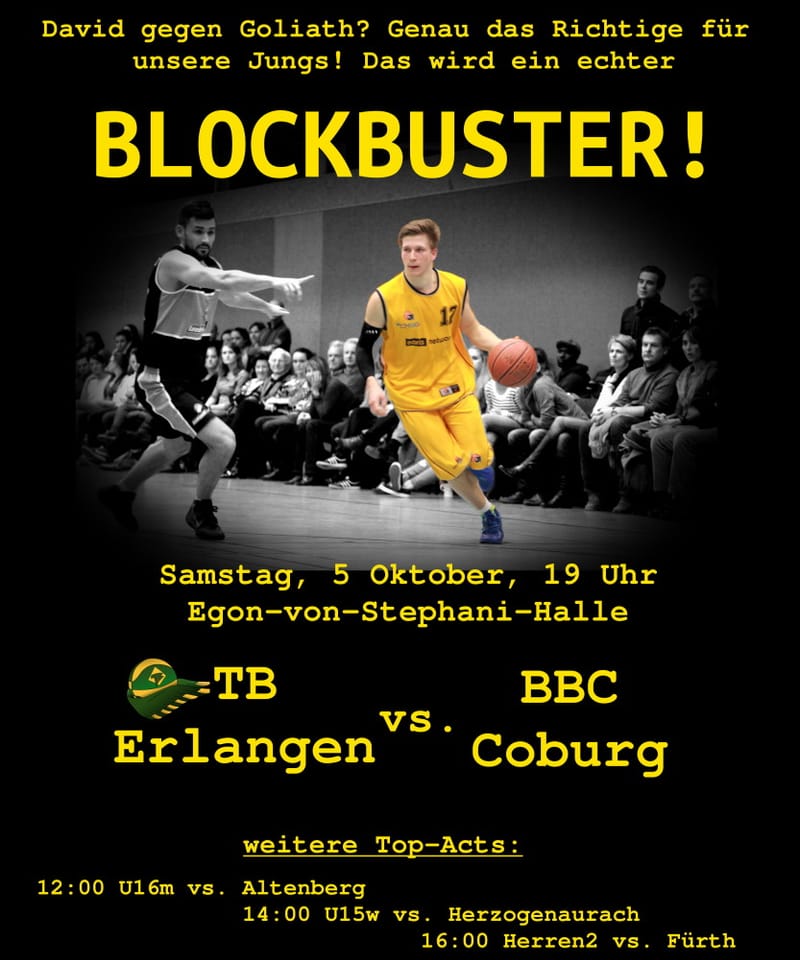 David gegen Goliath? Genau das Richtige für
unsere Jungs! Das wird ein echter
BLOCKBUSTER!
17
Samstag, 5 Oktober, 19 Uhr
Egon-von-Stephani-Halle
TB
Erlangen
vs.
BBC
Coburg
weitere Top-Acts:
12:00 U16m vs. Altenberg
14:00 U15w vs. Herzogenaurach
16:00 Herren2 vs. Fürth